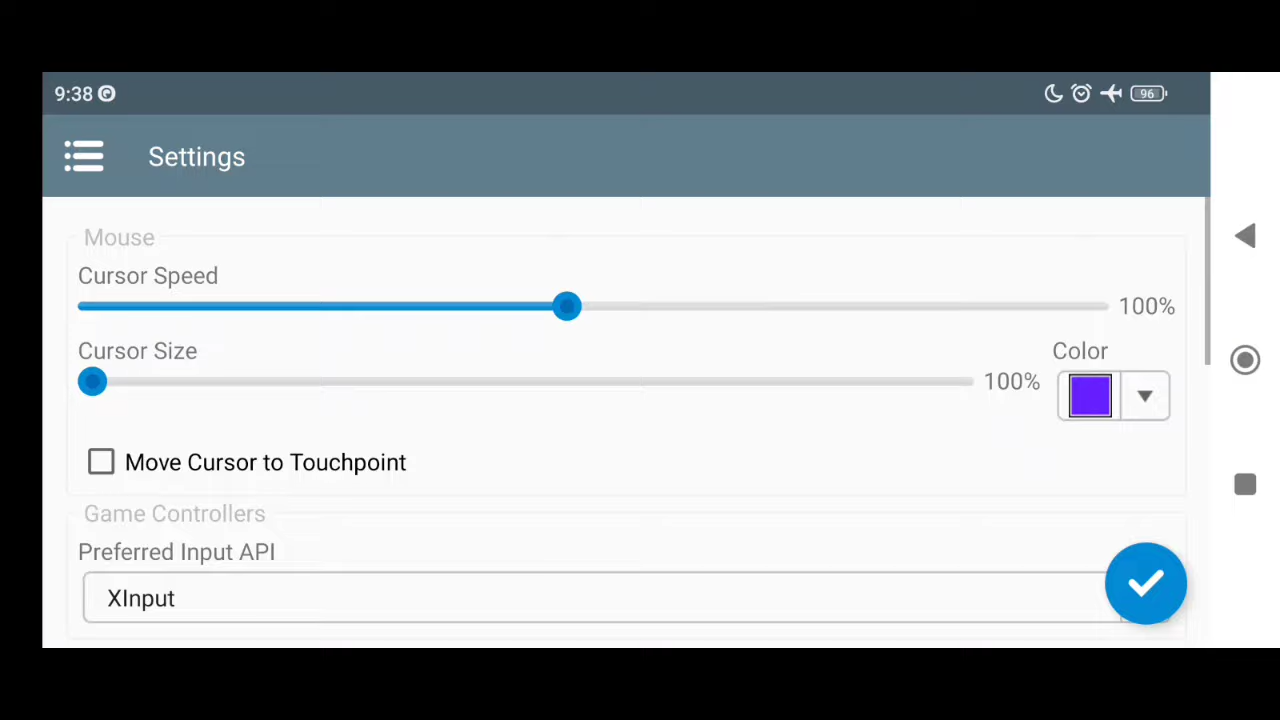 9:38
96
Settings
Mouse
Cursor Speed
100%
Cursor Size
Color
100%
Move Cursor to Touchpoint
Game Controllers
Preferred Input API
XInput